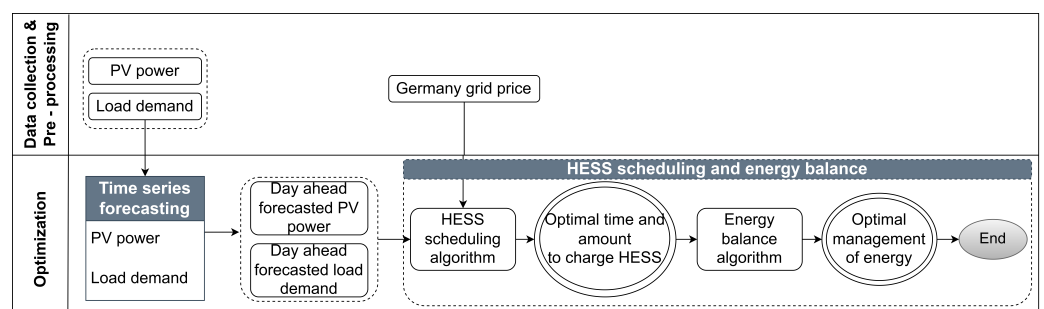 Data collection &
Pre - processing
PV power
Load demand
Germany grid price
Optimization
Time series
forecasting
PV power
Load demand
Day ahead
forecasted PV
power
Day ahead
forecasted load
demand
HESS scheduling and energy balance
HESS
scheduling
algorithm
Optimal time and
amount
to charge HESS
Energy
balance
algorithm
Optimal
management
of energy
End